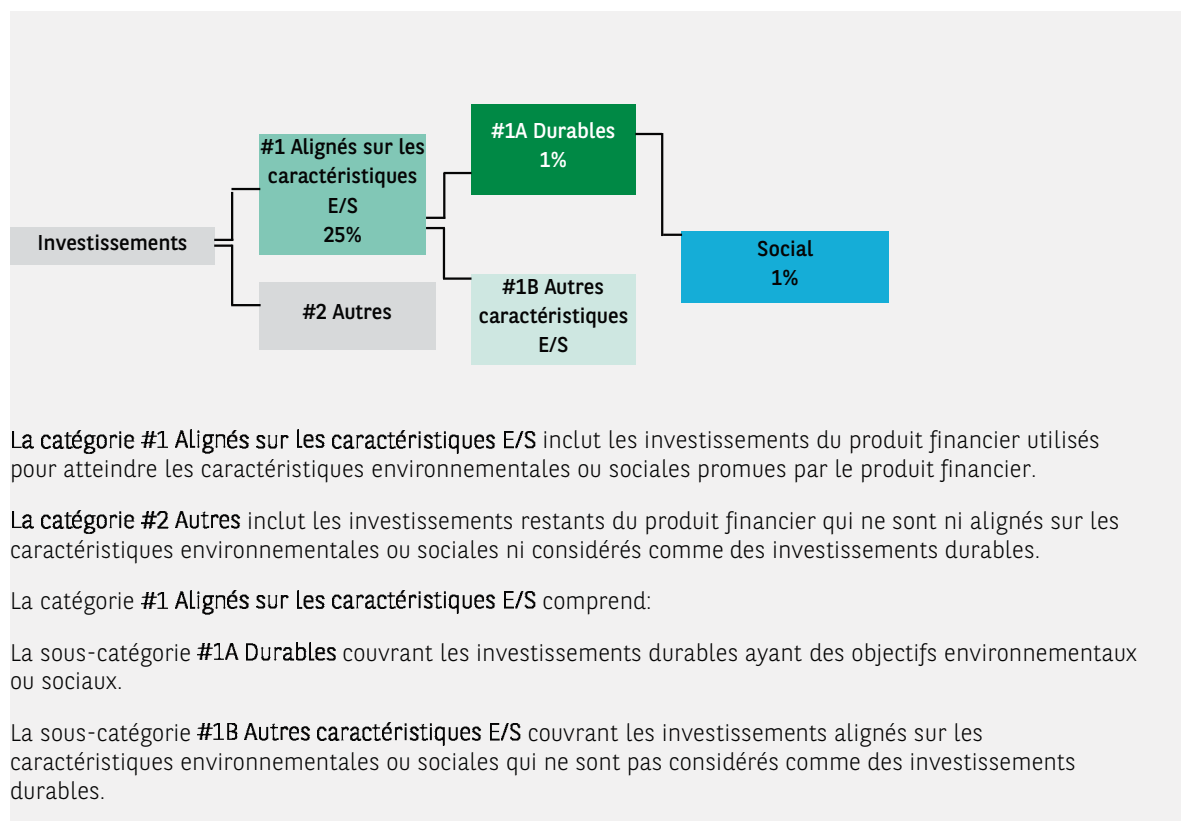 #1A Durables
1%
#1 Alignés sur les
caractéristiques
E/S
25%
Investissements
Social
1%
#2 Autres
#1B Autres
caractéristiques
E/S
La catégorie #1 Alignés sur les caractéristiques E/S inclut les investissements du produit financier utilisés
pour atteindre les caractéristiques environnementales ou sociales promues par le produit financier.
La catégorie #2 Autres inclut les investissements restants du produit financier qui ne sont ni alignés sur les
caractéristiques environnementales ou sociales ni considérés comme des investissements durables.
La catégorie #1 Alignés sur les caractéristiques E/S comprend:
La sous-catégorie #1A Durables couvrant les investissements durables ayant des objectifs environnementaux
ou sociaux.
La sous-catégorie #1B Autres caractéristiques E/S couvrant les investissements alignés sur les
caractéristiques environnementales ou sociales qui ne sont pas considérés comme des investissements
durables.